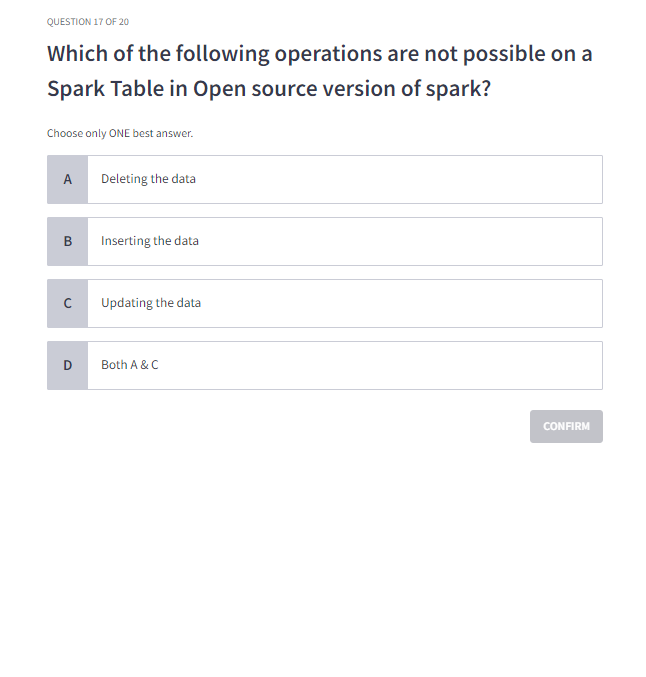 QUESTION 17 OF 20
Which of the following operations are not possible on a
Spark Table in Open source version of spark?
Choose only ONE best answer.
A Deleting the data
B Inserting the data
C Updating the data
D Both A & C
CONFIRM